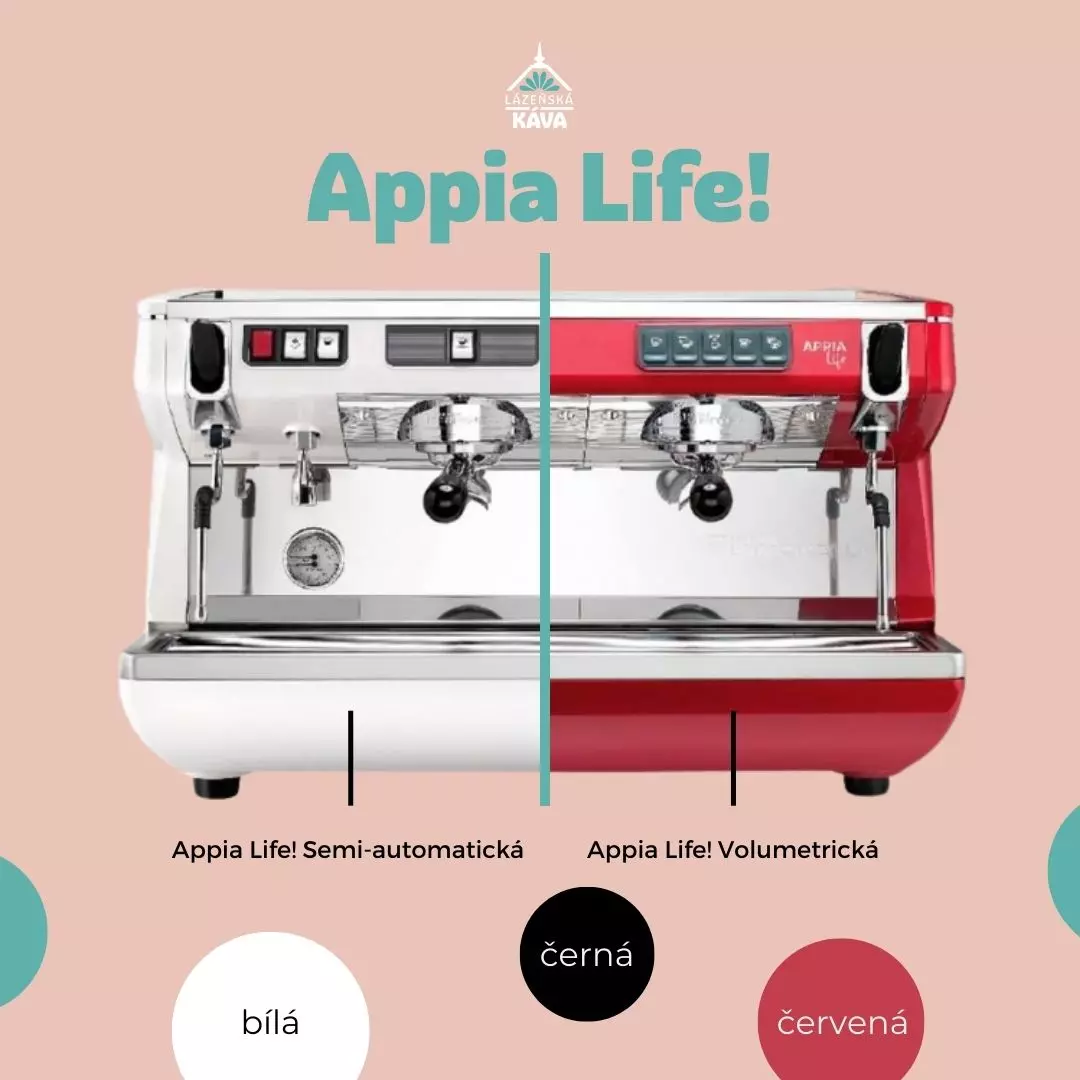 LÁZEŇSKÁ
KÁVA
Appia Life!
APPIA
life
Appia Life! Semi-automatická
Appia Life! Volumetrická
černá
bílá
červená